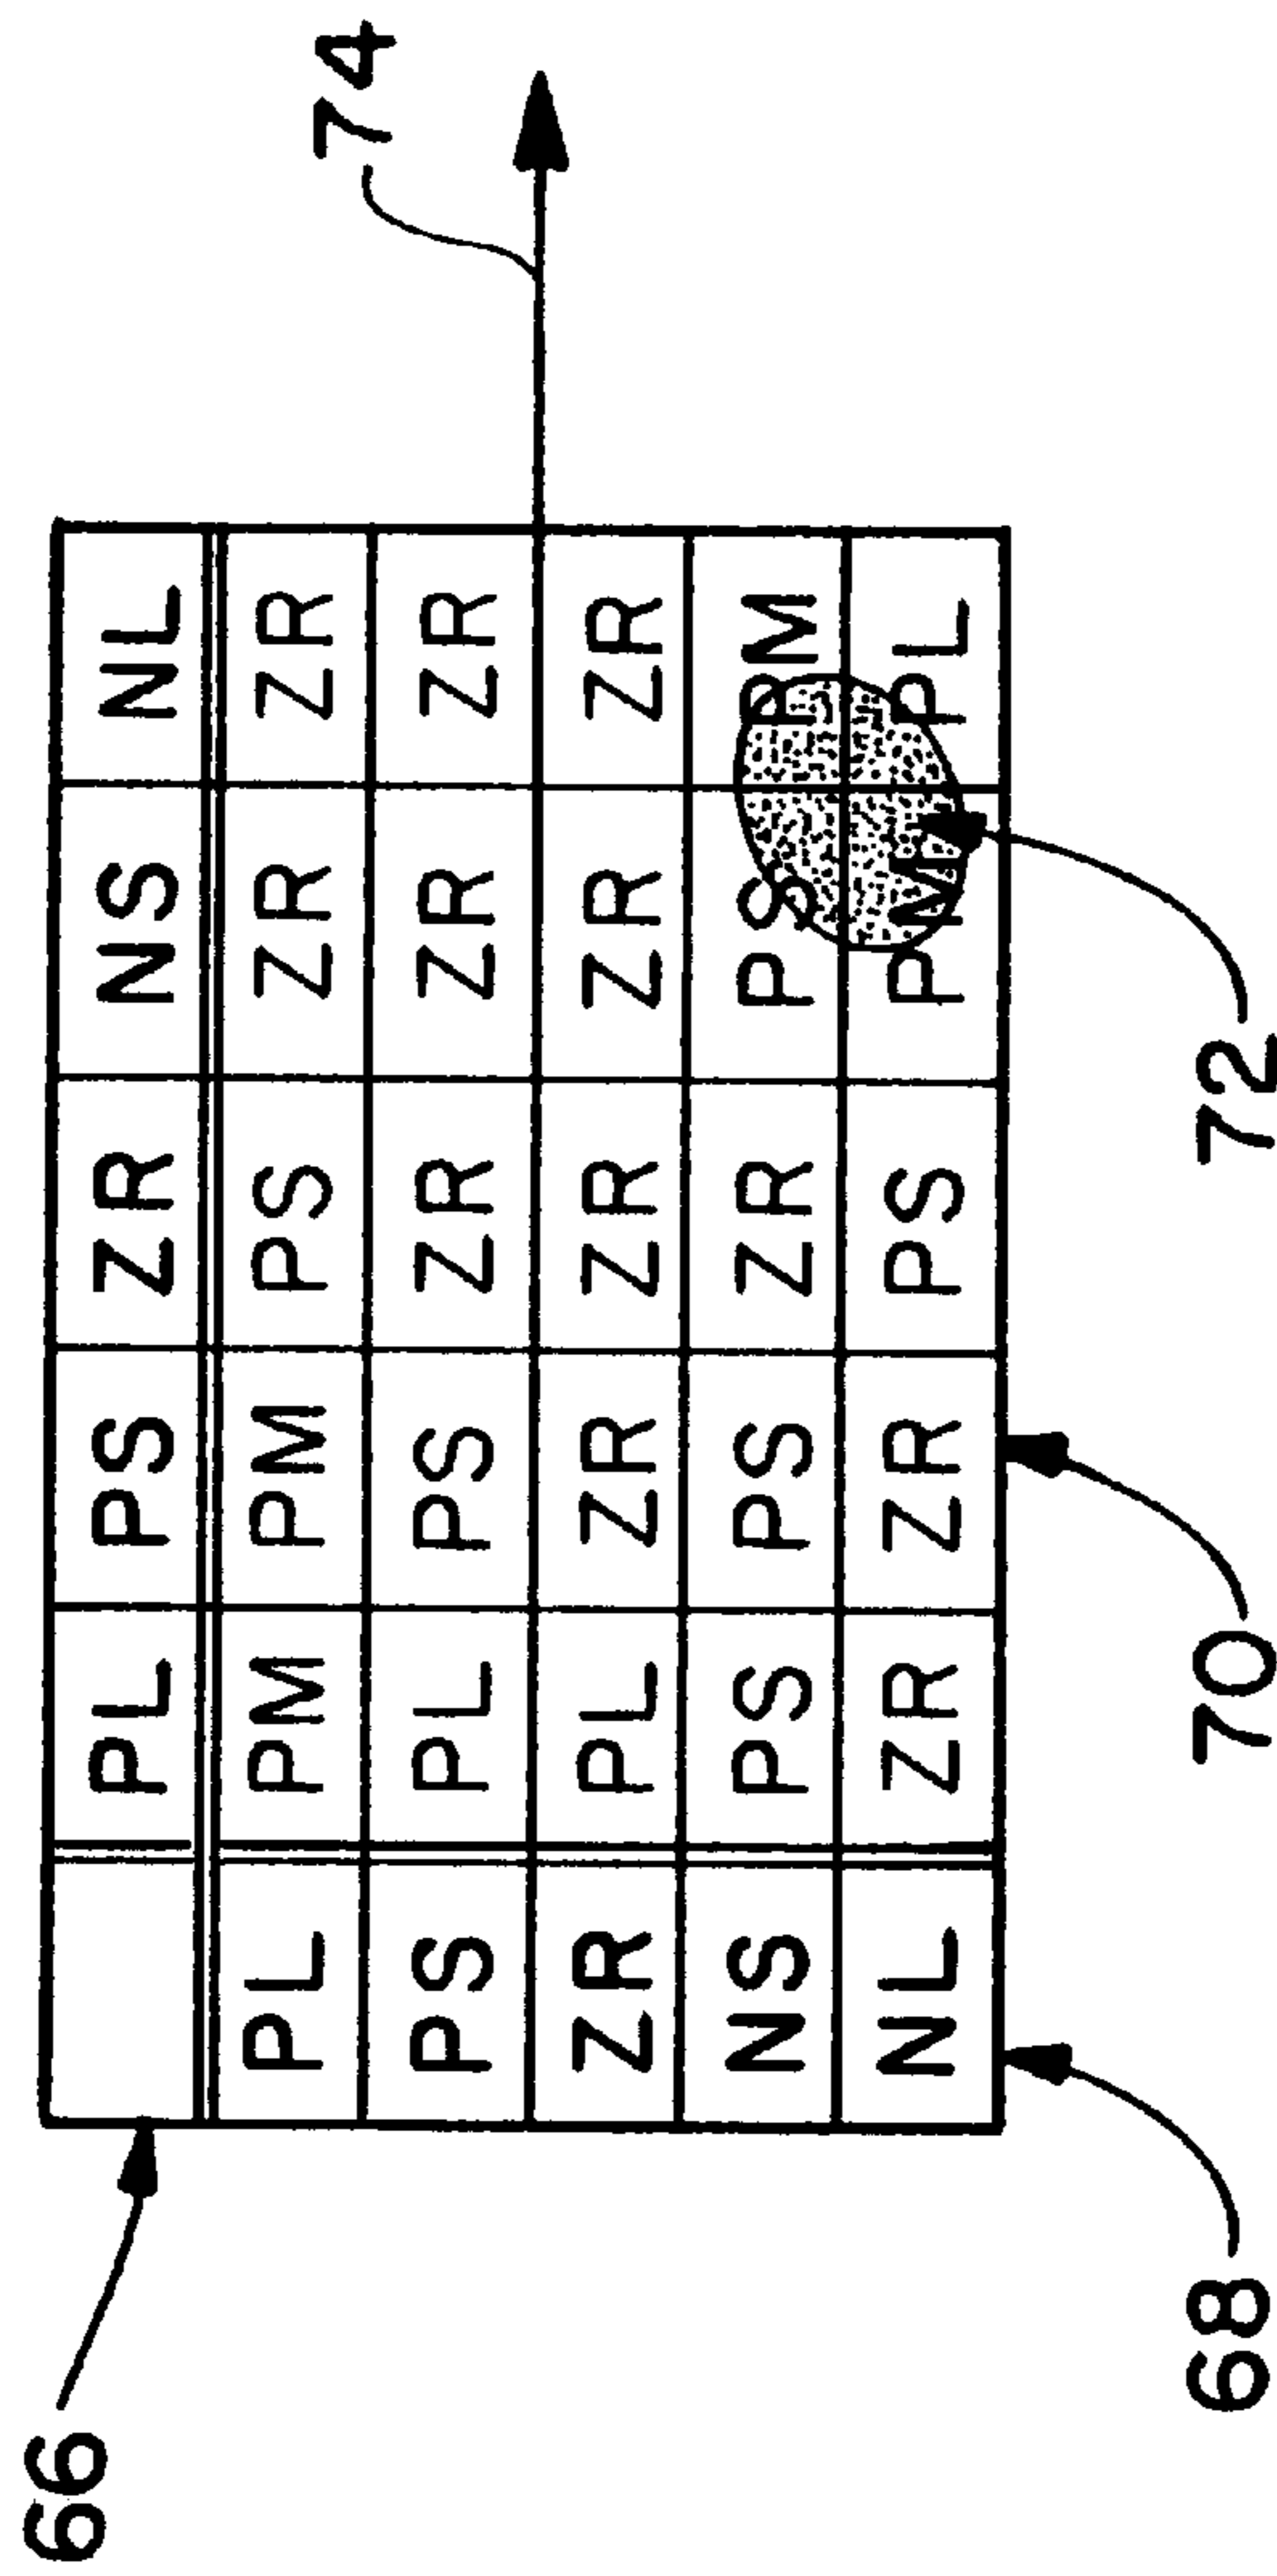 66
PL PS ZR NS NL
PL PM PM PS ZR ZR
74
PS PL PS ZR ZR ZR
ZR PL ZR ZR ZR ZR
NS PS PS ZR PS PM
NL ZR ZR PS PM PL
68 70 72